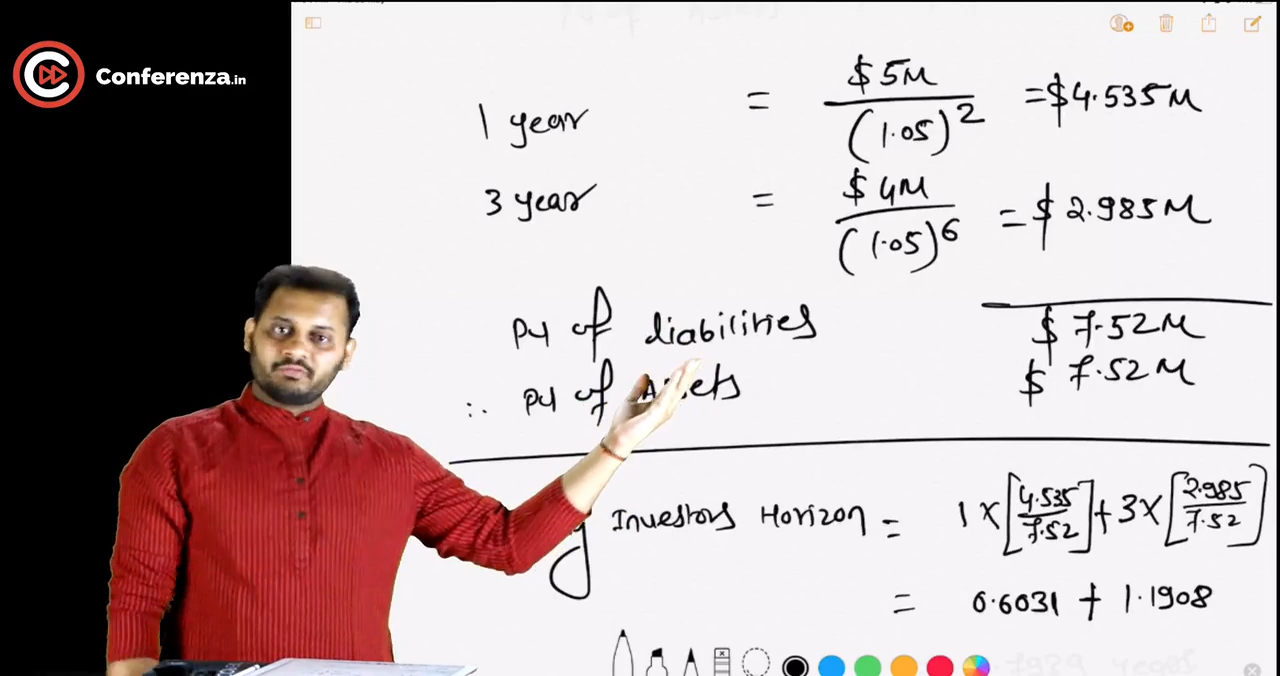 Conferenza.in
1 year = $ 5M / (1.05)^2 = $ 4.535M
3 year = $ 4M / (1.05)^6 = $ 2.985M
PV of liabilities $ 7.52M
∴ PV of Assets $ 7.52M
Investors Horizon = 1 × [4.535 / 7.52] + 3 × [2.985 / 7.52]
= 0.6031 + 1.1908